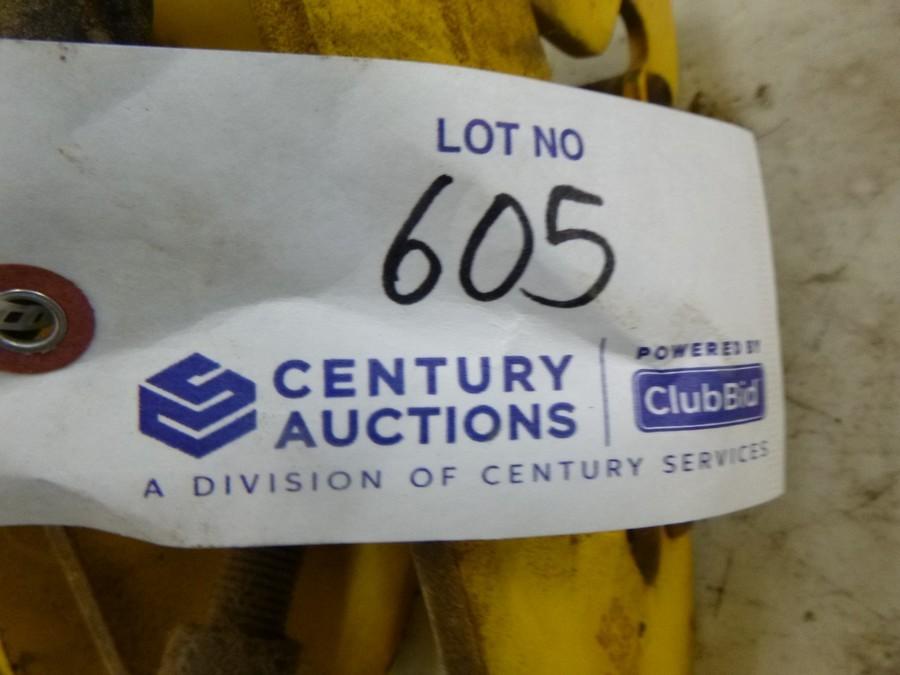 LOT NO
605
CENTURY
AUCTIONS
POWERED BY
ClubBid
A DIVISION OF CENTURY SERVICES